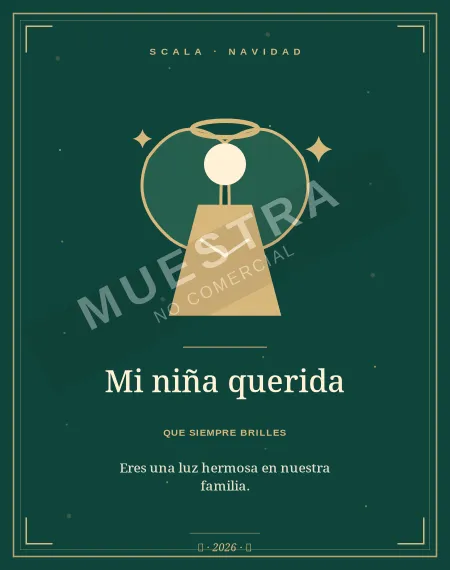 SCALA · NAVIDAD
MUESTRA
NO COMERCIAL
Mi niña querida
QUE SIEMPRE BRILLES
Eres una luz hermosa en nuestra
familia.
· 2026 ·